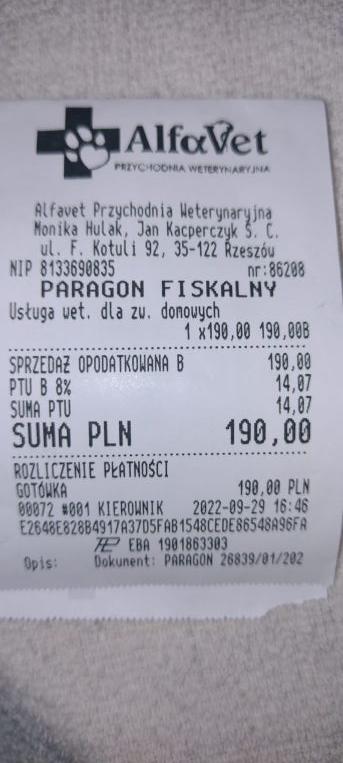 AlfaVet
PRZYCHODNIA WETERYNARYJNA
Alfavet Przychodnia Weterynaryjna
Monika Hulak, Jan Kacperczyk S. C.
ul. F. Kotuli 92, 35-122 Rzeszów
NIP 8133690835 nr:86208
PARAGON FISKALNY
Usługa wet. dla zw. domowych
1 x190,00 190,00B
SPRZEDAŻ OPODATKOWANA B 190,00
PTU B 8% 14,07
SUMA PTU 14,07
SUMA PLN 190,00
ROZLICZENIE PŁATNOŚCI
GOTÓWKA 190,00 PLN
00072 #001 KIEROWNIK 2022-09-29 16:46
E2648E828B4917A37D5FAB1548CEDE86548A96FA
EBA 1901863303
Opis: Dokument: PARAGON 26839/01/202